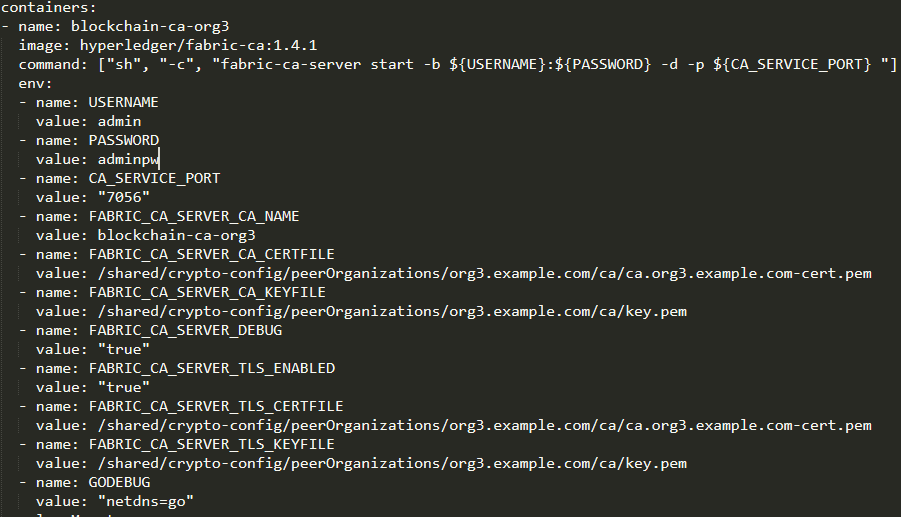 containers:
- name: blockchain-ca-org3
image: hyperledger/fabric-ca:1.4.1
command: ["sh", "-c", "fabric-ca-server start -b ${USERNAME}:${PASSWORD} -d -p ${CA_SERVICE_PORT} "]
env:
- name: USERNAME
value: admin
- name: PASSWORD
value: adminpw
- name: CA_SERVICE_PORT
value: "7056"
- name: FABRIC_CA_SERVER_CA_NAME
value: blockchain-ca-org3
- name: FABRIC_CA_SERVER_CA_CERTFILE
value: /shared/crypto-config/peerOrganizations/org3.example.com/ca/ca.org3.example.com-cert.pem
- name: FABRIC_CA_SERVER_CA_KEYFILE
value: /shared/crypto-config/peerOrganizations/org3.example.com/ca/key.pem
- name: FABRIC_CA_SERVER_DEBUG
value: "true"
- name: FABRIC_CA_SERVER_TLS_ENABLED
value: "true"
- name: FABRIC_CA_SERVER_TLS_CERTFILE
value: /shared/crypto-config/peerOrganizations/org3.example.com/ca/ca.org3.example.com-cert.pem
- name: FABRIC_CA_SERVER_TLS_KEYFILE
value: /shared/crypto-config/peerOrganizations/org3.example.com/ca/key.pem
- name: GODEBUG
value: "netdns=go"